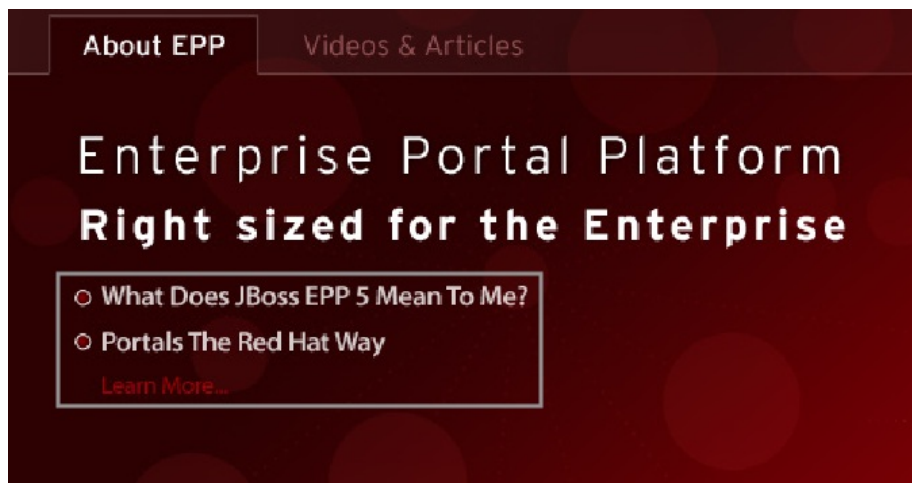 About EPP Videos & Articles
Enterprise Portal Platform
Right sized for the Enterprise
What Does JBoss EPP 5 Mean To Me?
Portals The Red Hat Way
Learn More...